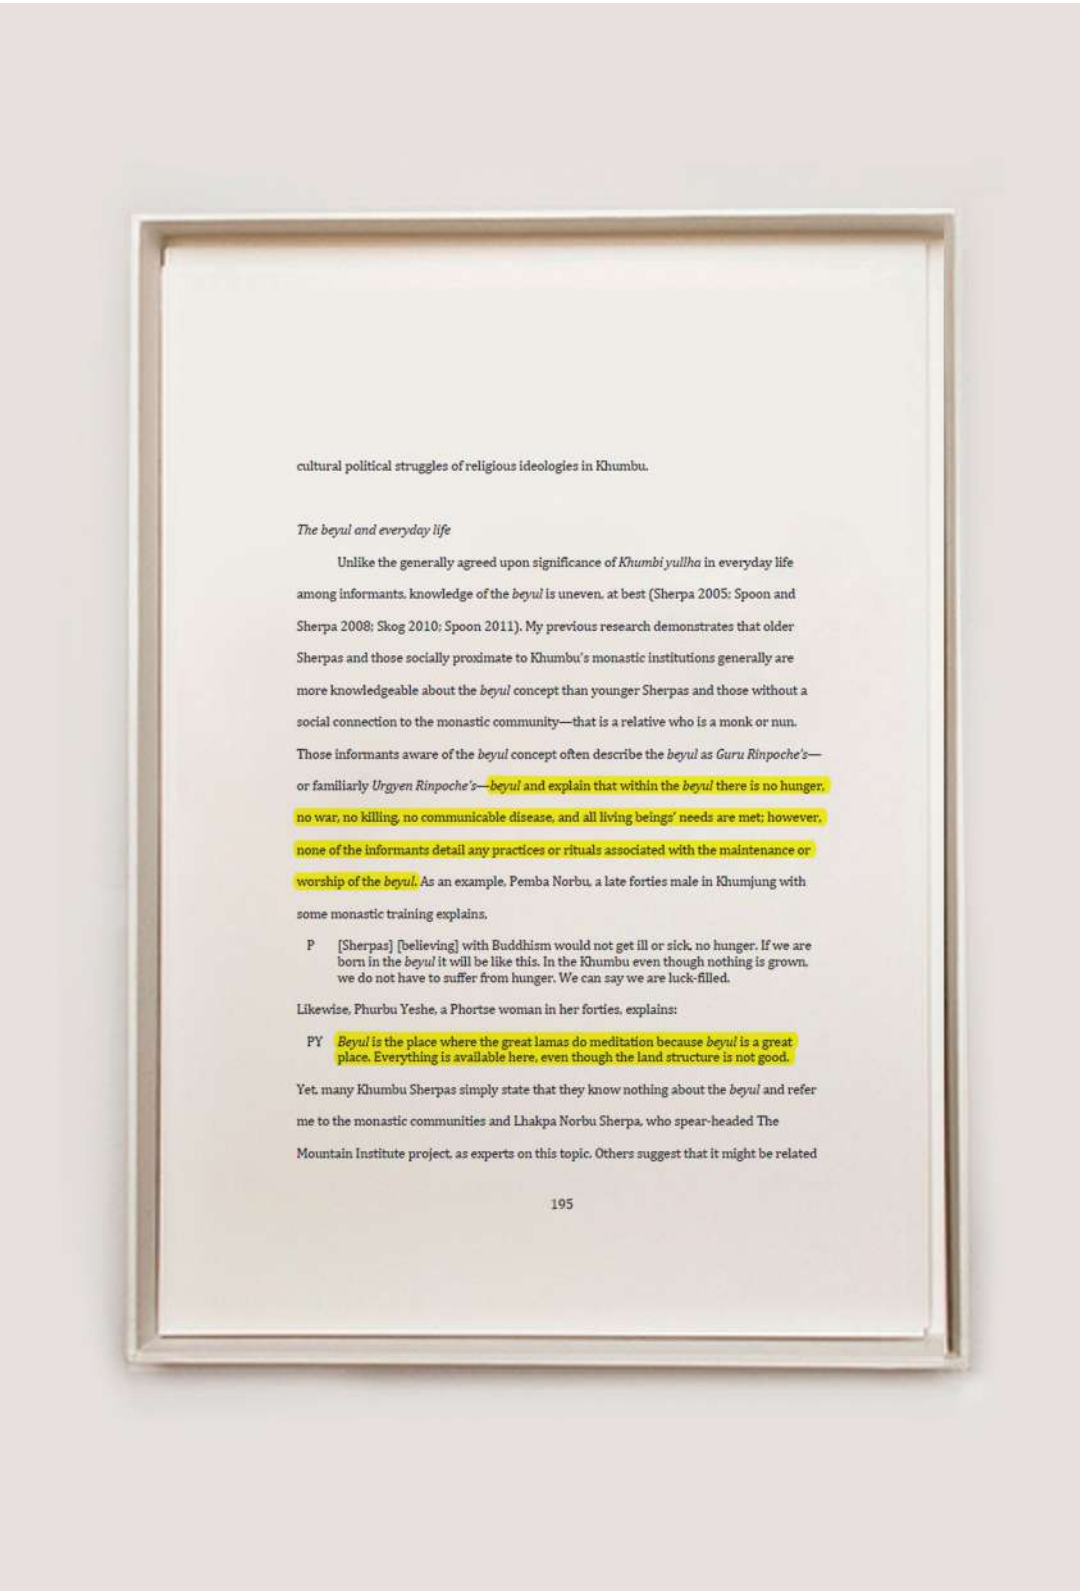 cultural political struggles of religious ideologies in Khumbu.
The beyul and everyday life
Unlike the generally agreed upon significance of Khumbi yullha in everyday life
among informants, knowledge of the beyul is uneven, at best (Sherpa 2005; Spoon and
Sherpa 2008; Skog 2010; Spoon 2011). My previous research demonstrates that older
Sherpas and those socially proximate to Khumbu's monastic institutions generally are
more knowledgeable about the beyul concept than younger Sherpas and those without a
social connection to the monastic community—that is a relative who is a monk or nun.
Those informants aware of the beyul concept often describe the beyul as Guru Rinpoche's—
or familiarly Urgyen Rinpoche's—beyul and explain that within the beyul there is no hunger,
no war, no killing, no communicable disease, and all living beings' needs are met; however,
none of the informants detail any practices or rituals associated with the maintenance or
worship of the beyul. As an example, Pemba Norbu, a late forties male in Khumjung with
some monastic training explains,
P [Sherpas] [believing] with Buddhism would not get ill or sick, no hunger. If we are
born in the beyul it will be like this. In the Khumbu even though nothing is grown,
we do not have to suffer from hunger. We can say we are luck-filled.
Likewise, Phurbu Yeshe, a Phortse woman in her forties, explains:
PY Beyul is the place where the great lamas do meditation because beyul is a great
place. Everything is available here, even though the land structure is not good.
Yet, many Khumbu Sherpas simply state that they know nothing about the beyul and refer
me to the monastic communities and Lhakpa Norbu Sherpa, who spear-headed The
Mountain Institute project, as experts on this topic. Others suggest that it might be related
195